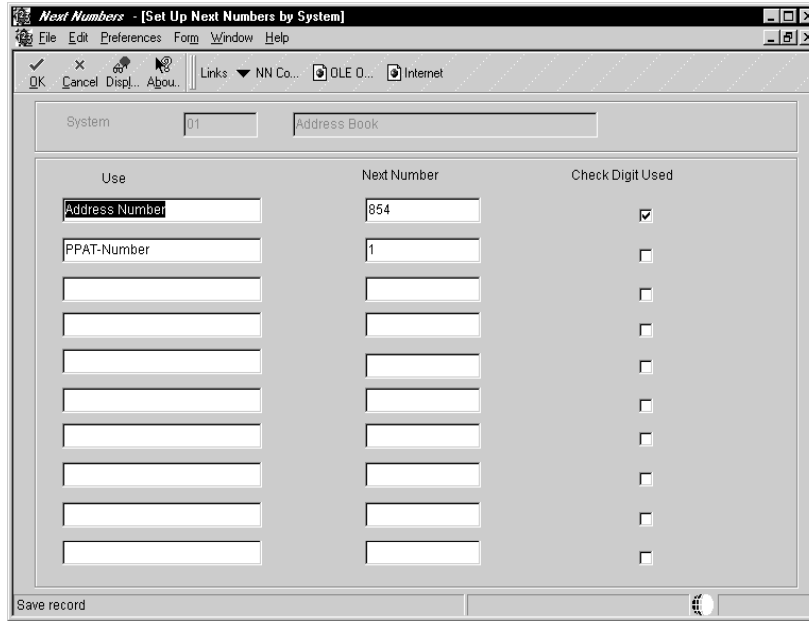 Next Numbers - [Set Up Next Numbers by System]
File Edit Preferences Form Window Help
OK Cancel Displ... Abou.. Links NN Co... OLE O... Internet
System 01 Address Book
Use Next Number Check Digit Used
Address Number 854
PPAT-Number 1
Save record